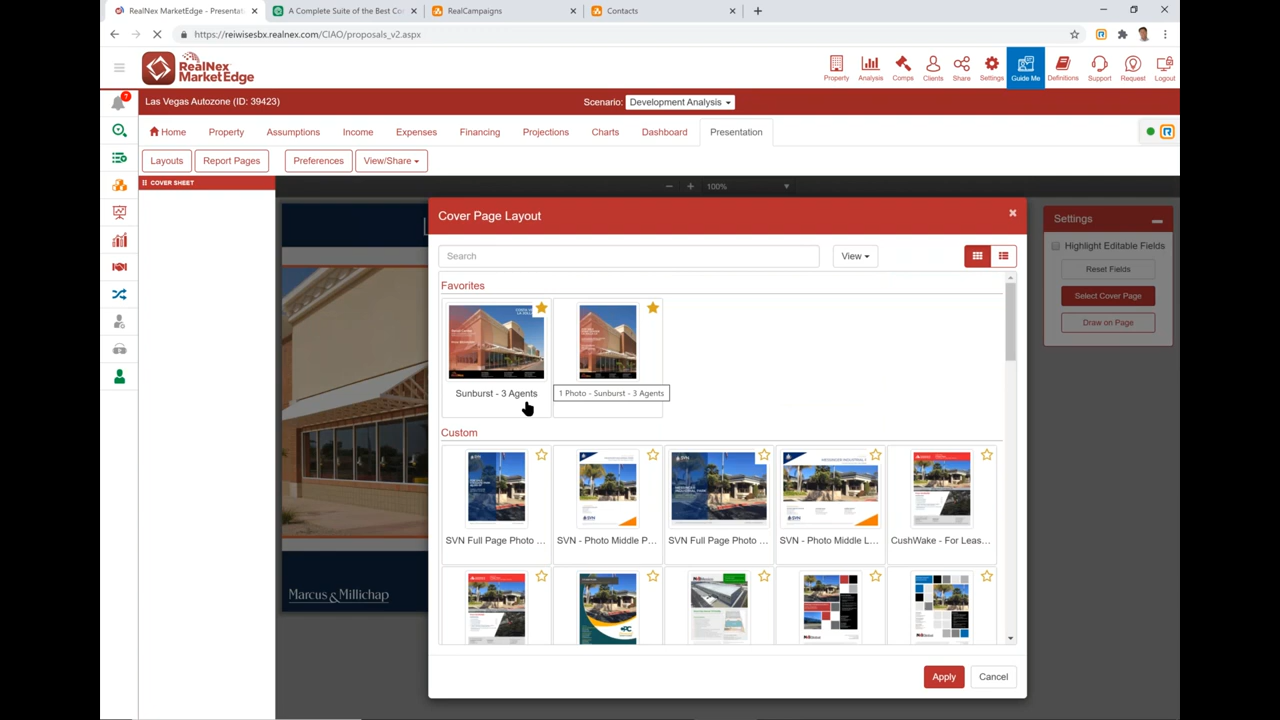 RealNex MarketEdge - Presentat
A Complete Suite of the Best Co
RealCampaigns
Contacts
https://reiwisesbx.realnex.com/CIAO/proposals_v2.aspx
RealNex
MarketEdge
Property
Analysis
Comps
Clients
Share
Settings
Guide Me
Definitions
Support
Request
Logout
Las Vegas Autozone (ID: 39423)
Scenario:
Development Analysis
Home
Property
Assumptions
Income
Expenses
Financing
Projections
Charts
Dashboard
Presentation
Layouts
Report Pages
Preferences
View/Share
COVER SHEET
100%
Cover Page Layout
Settings
Highlight Editable Fields
Search
View
Reset Fields
Favorites
Select Cover Page
Draw on Page
Sunburst - 3 Agents
1 Photo - Sunburst - 3 Agents
Custom
SVN Full Page Photo ...
SVN - Photo Middle P...
SVN Full Page Photo ...
SVN - Photo Middle L...
CushWake - For Leas...
Marcus & Millichap
Apply
Cancel